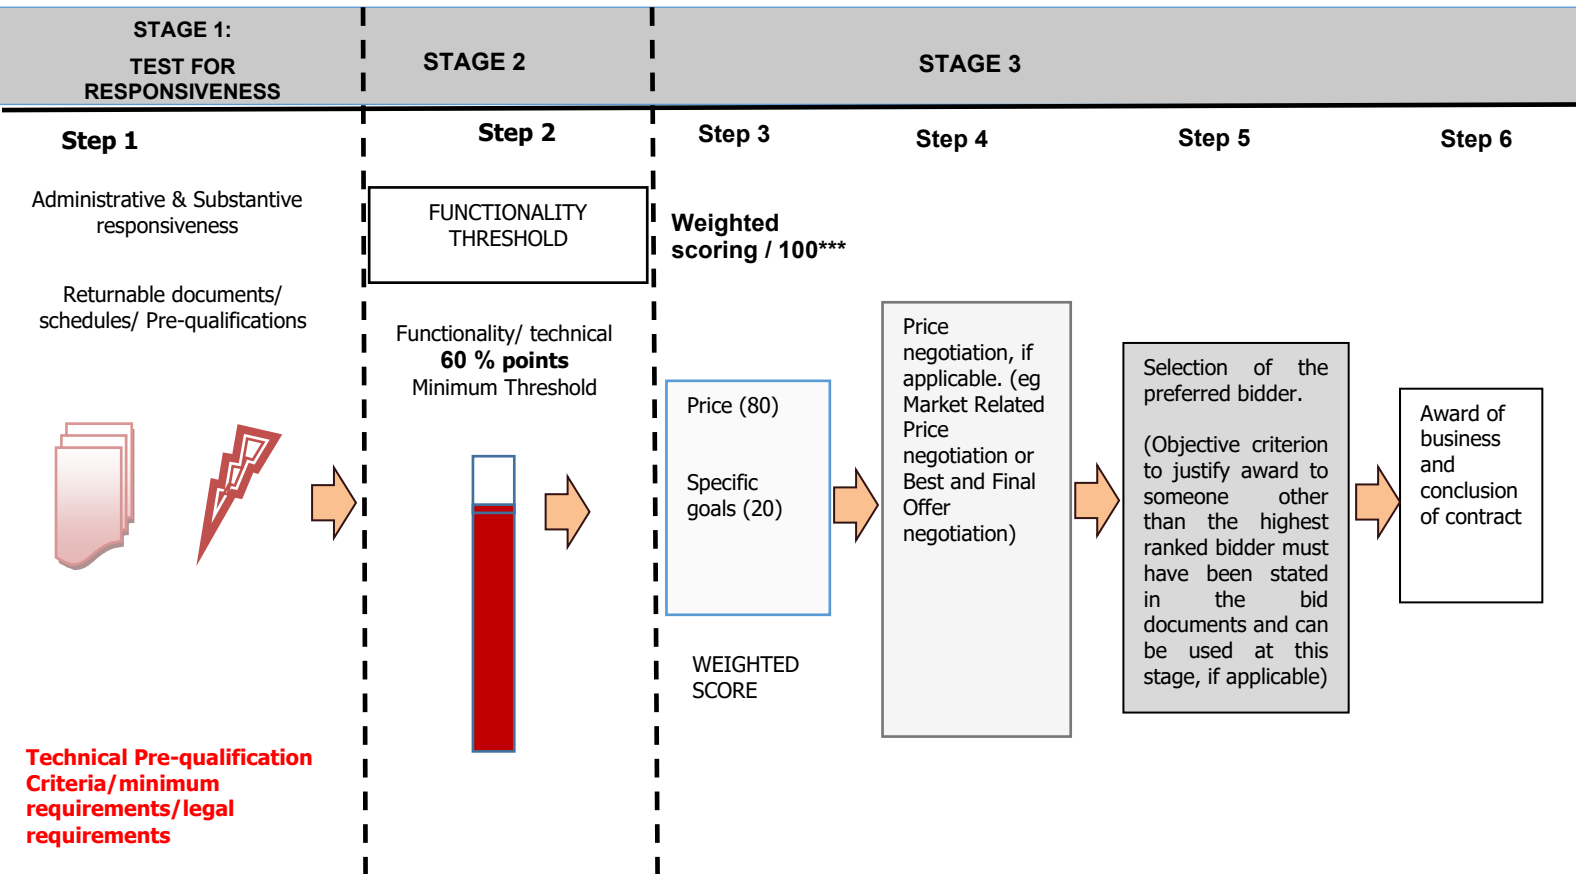 STAGE 1:
TEST FOR
RESPONSIVENESS
STAGE 2
STAGE 3
Step 1
Administrative & Substantive
responsiveness
Returnable documents/
schedules/ Pre-qualifications
Technical Pre-qualification
Criteria/minimum
requirements/legal
requirements
Step 2
FUNCTIONALITY
THRESHOLD
Functionality/ technical
60 % points
Minimum Threshold
Step 3
Weighted
scoring / 100***
Price (80)
Specific
goals (20)
WEIGHTED
SCORE
Step 4
Price
negotiation, if
applicable. (eg
Market Related
Price
negotiation or
Best and Final
Offer
negotiation)
Step 5
Selection of the
preferred bidder.
(Objective criterion
to justify award to
someone other
than the highest
ranked bidder must
have been stated
in the bid
documents and can
be used at this
stage, if applicable)
Step 6
Award of
business
and
conclusion
of contract